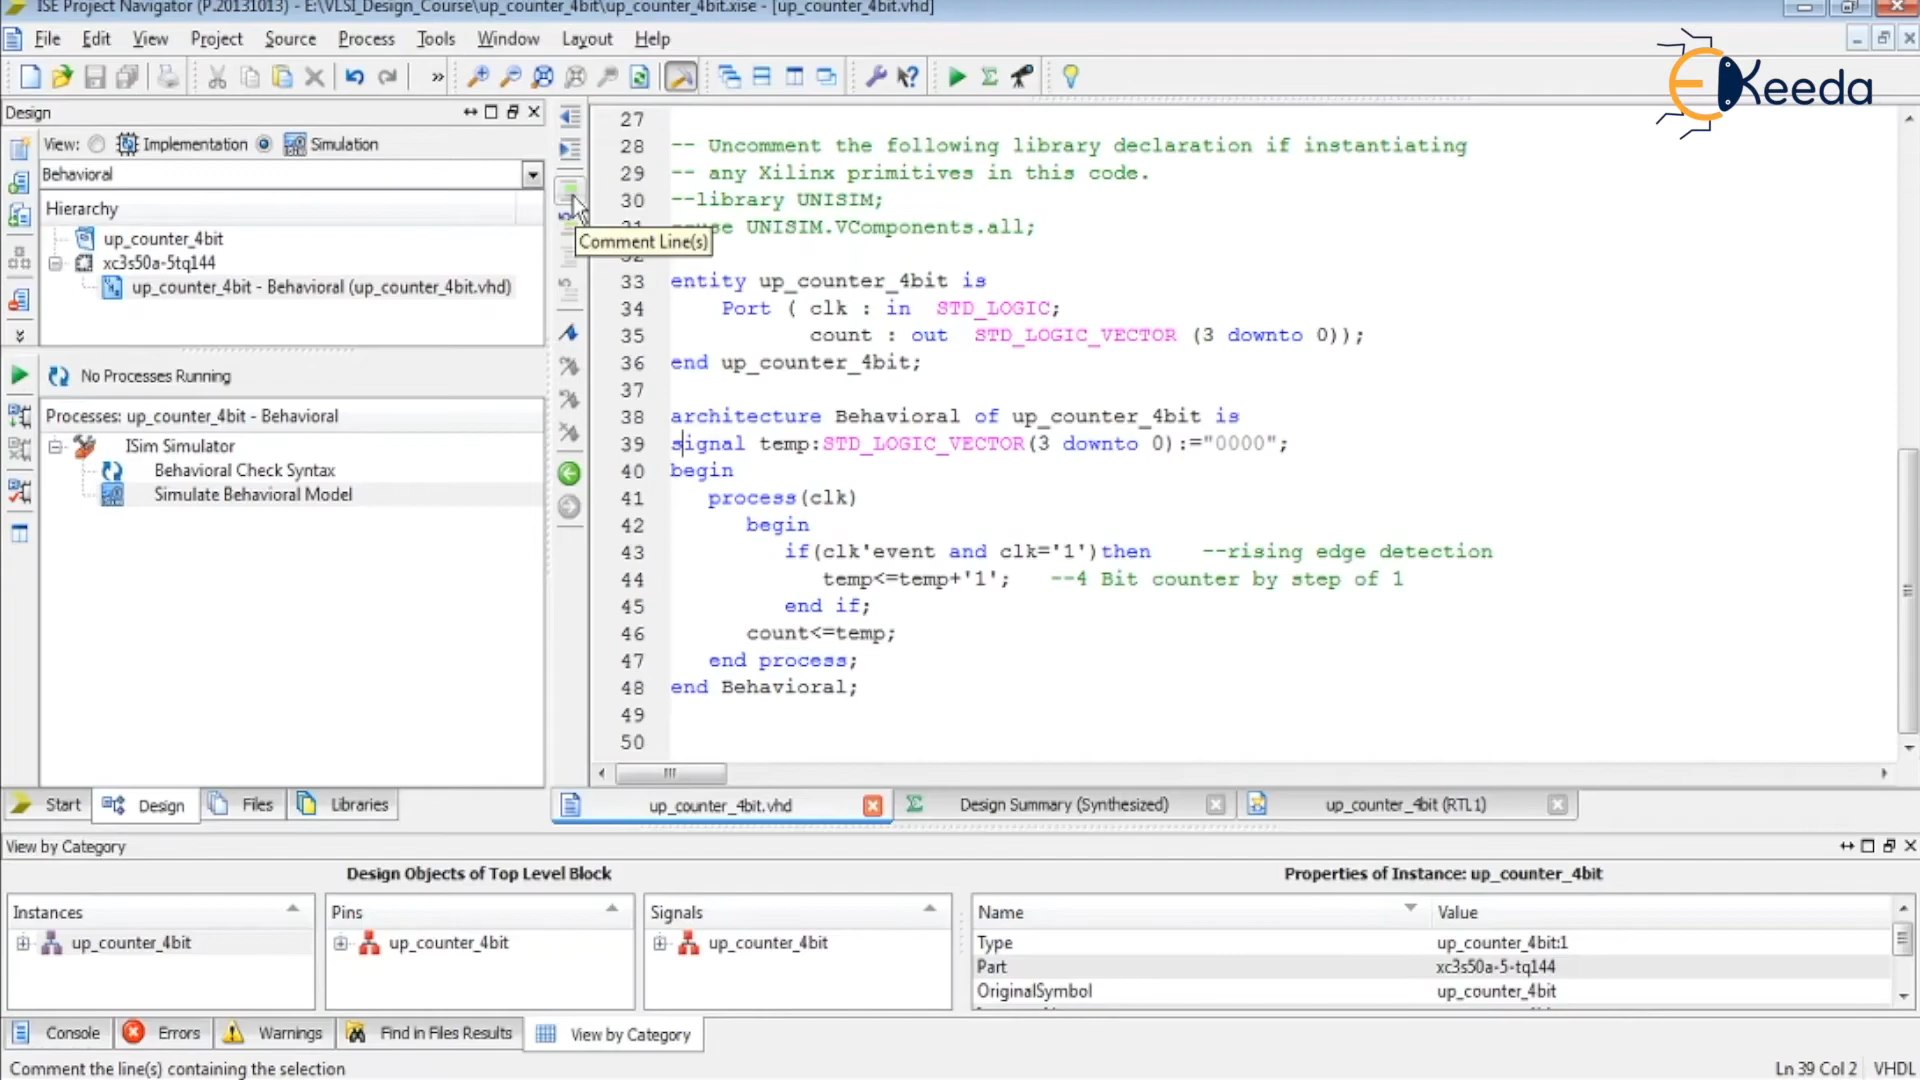 ISE Project Navigator (P.20131013) - E:\VLSI_Design_Course\up_counter_4bit\up_counter_4bit.xise - [up_counter_4bit.vhd]
File Edit View Project Source Process Tools Window Layout Help
EKeeda
Design
View: Implementation Simulation
Behavioral
Hierarchy
up_counter_4bit
xc3s50a-5tq144
up_counter_4bit - Behavioral (up_counter_4bit.vhd)
No Processes Running
Processes: up_counter_4bit - Behavioral
ISim Simulator
Behavioral Check Syntax
Simulate Behavioral Model
Start Design Files Libraries
27
28 -- Uncomment the following library declaration if instantiating
29 -- any Xilinx primitives in this code.
30 --library UNISIM;
use UNISIM.VComponents.all;
Comment Line(s)
33 entity up_counter_4bit is
34 Port ( clk : in STD_LOGIC;
35 count : out STD_LOGIC_VECTOR (3 downto 0));
36 end up_counter_4bit;
37
38 architecture Behavioral of up_counter_4bit is
39 signal temp:STD_LOGIC_VECTOR(3 downto 0):="0000";
40 begin
41 process(clk)
42 begin
43 if(clk'event and clk='1')then --rising edge detection
44 temp<=temp+'1'; --4 Bit counter by step of 1
45 end if;
46 count<=temp;
47 end process;
48 end Behavioral;
49
50
up_counter_4bit.vhd Design Summary (Synthesized) up_counter_4bit (RTL1)
View by Category
Design Objects of Top Level Block
Properties of Instance: up_counter_4bit
Instances Pins Signals Name Value
up_counter_4bit up_counter_4bit up_counter_4bit Type up_counter_4bit:1
Part xc3s50a-5-tq144
OriginalSymbol up_counter_4bit
Console Errors Warnings Find in Files Results View by Category
Comment the line(s) containing the selection Ln 39 Col 2 VHDL